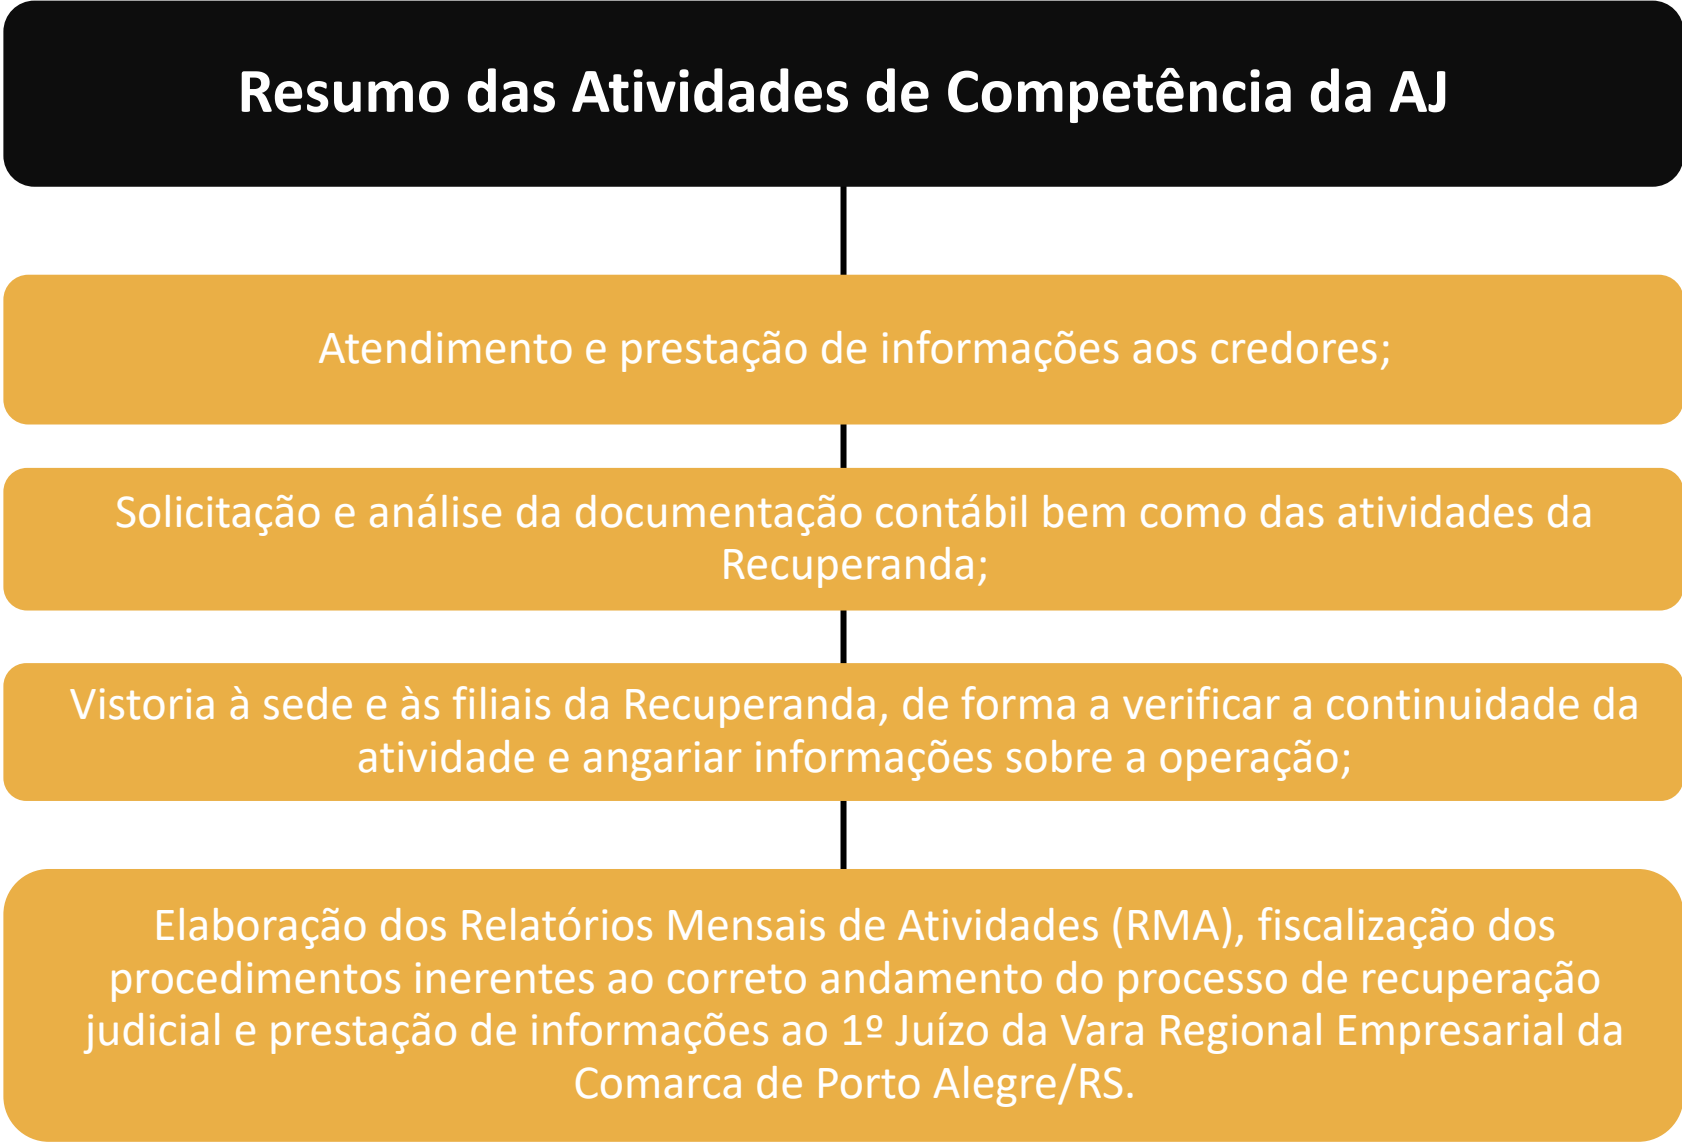 Resumo das Atividades de Competência da AJ
Atendimento e prestação de informações aos credores;
Solicitação e análise da documentação contábil bem como das atividades da
Recuperanda;
Vistoria à sede e às filiais da Recuperanda, de forma a verificar a continuidade da
atividade e angariar informações sobre a operação;
Elaboração dos Relatórios Mensais de Atividades (RMA), fiscalização dos
procedimentos inerentes ao correto andamento do processo de recuperação
judicial e prestação de informações ao 1º Juízo da Vara Regional Empresarial da
Comarca de Porto Alegre/RS.